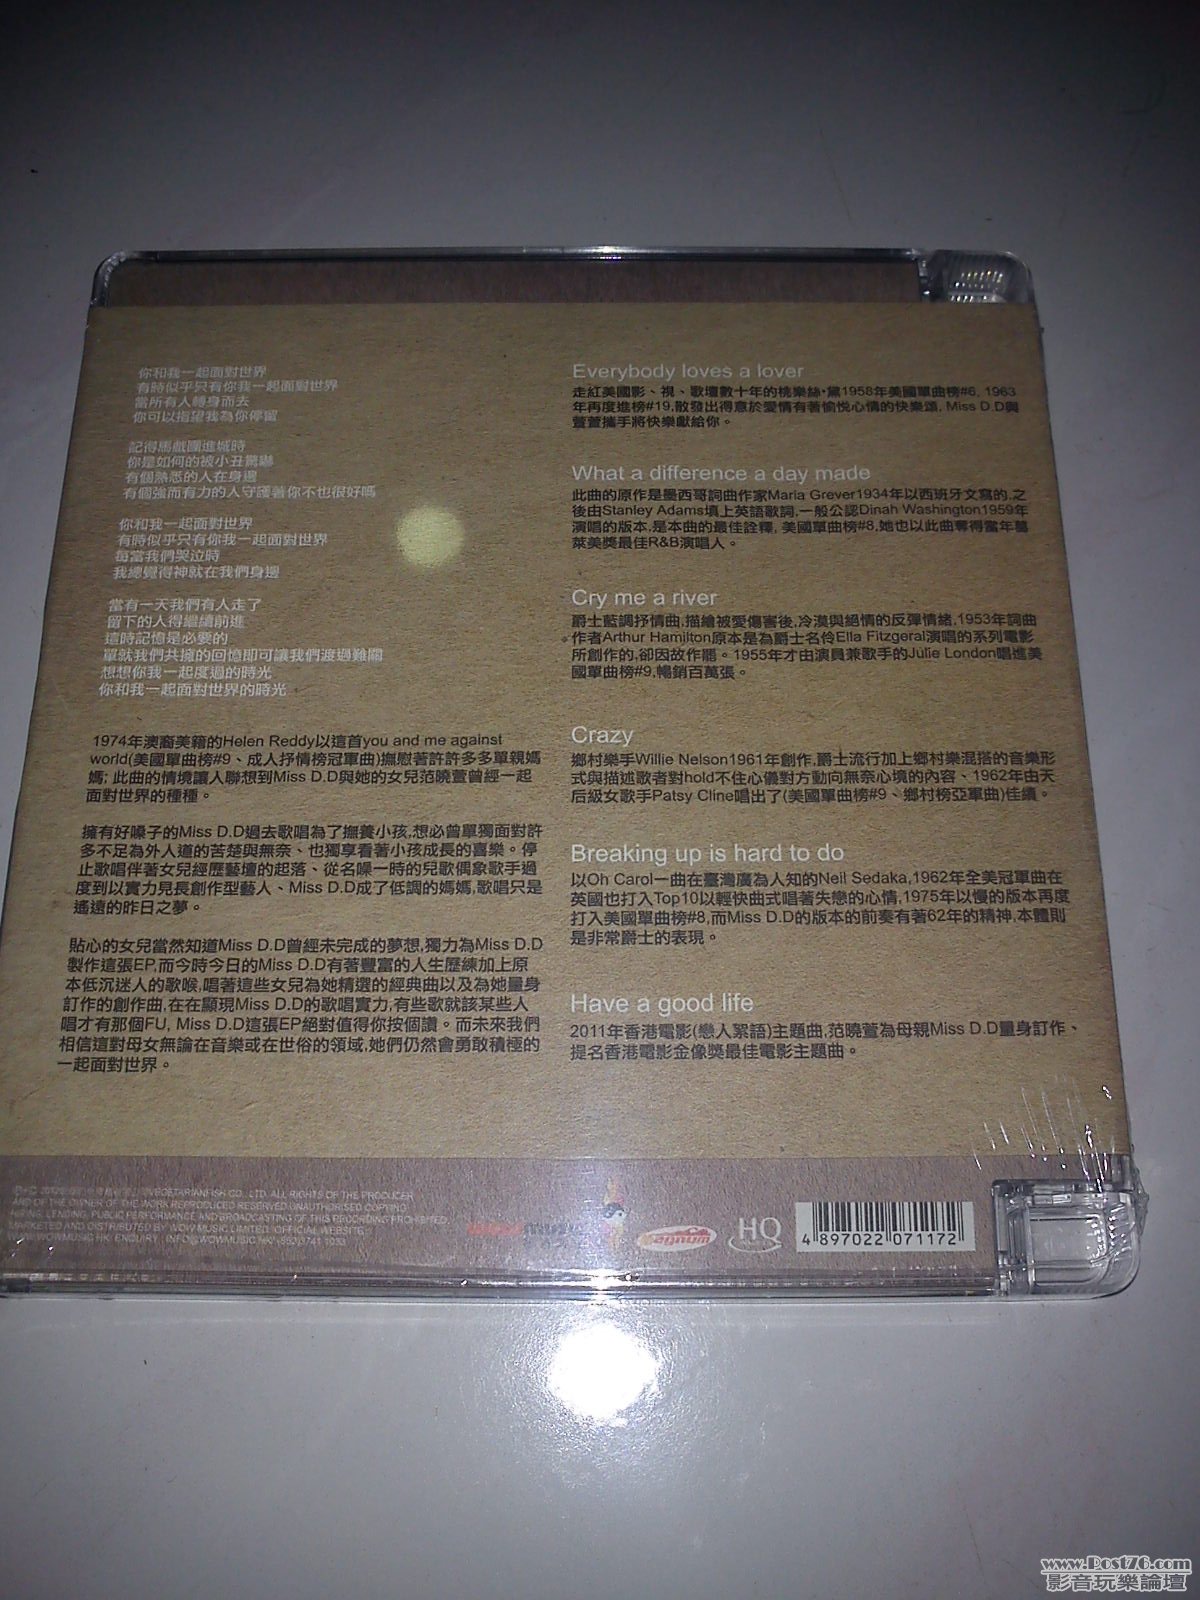 你和我一起面對世界
有時似乎只有你我一起面對世界
當所有人轉身而去
你可以指望我為你停留
記得馬戲團進城時
你是如何的被小丑驚嚇
有個熟悉的人在身邊
有個強而有力的人守護著你不也很好嗎
你和我一起面對世界
有時似乎只有你我一起面對世界
每當我們哭泣時
我總覺得神就在我們身邊
當有一天我們有人走了
留下的人得繼續前進
這時記憶是必要的
單就我們共擁的回憶即可讓我們渡過難關
想想你我一起度過的時光
你和我一起面對世界的時光
1974年澳裔美籍的Helen Reddy以這首you and me against
world(美國單曲榜#9、成人抒情榜冠軍曲)撫慰著許許多多單親媽
媽; 此曲的情境讓人聯想到Miss D.D與她的女兒范曉萱曾經一起
面對世界的種種。
擁有好嗓子的Miss D.D過去歌唱為了撫養小孩,想必曾單獨面對許
多不足為外人道的苦楚與無奈、也獨享看著小孩成長的喜樂。停
止歌唱伴著女兒經歷藝壇的起落、從名噪一時的兒歌偶象歌手過
度到以實力見長創作型藝人、Miss D.D成了低調的媽媽,歌唱只是
遙遠的昨日之夢。
貼心的女兒當然知道Miss D.D曾經未完成的夢想,獨力為Miss D.D
製作這張EP,而今時今日的Miss D.D有著豐富的人生歷練加上原
本低沉迷人的歌喉,唱著這些女兒為她精選的經典曲以及為她量身
訂作的創作曲,在在顯現Miss D.D的歌唱實力,有些歌就該某些人
唱才有那個FU, Miss D.D這張EP絕對值得你按個讚。而未來我們
相信這對母女無論在音樂或在世俗的領域,她們仍然會勇敢積極的
一起面對世界。
Everybody loves a lover
走紅美國影、視、歌壇數十年的桃樂絲·黛1958年美國單曲榜#6, 1963
年再度進榜#19,散發出得意於愛情有著愉悅心情的快樂頌, Miss D.D與
萱萱攜手將快樂獻給你。
What a difference a day made
此曲的原作是墨西哥詞曲作家Maria Grever1934年以西班牙文寫的,之
後由Stanley Adams填上英語歌詞,一般公認Dinah Washington1959年
演唱的版本,是本曲的最佳詮釋, 美國單曲榜#8,她也以此曲奪得當年葛
萊美獎最佳R&B演唱人。
Cry me a river
爵士藍調抒情曲,描繪被愛傷害後,冷漠與絕情的反彈情緒,1953年詞曲
作者Arthur Hamilton原本是為爵士名伶Ella Fitzgeral演唱的系列電影
所創作的,卻因故作罷。1955年才由演員兼歌手的Julie London唱進美
國單曲榜#9,暢銷百萬張。
Crazy
鄉村樂手Willie Nelson1961年創作,爵士流行加上鄉村樂混搭的音樂形
式與描述歌者對hold不住心儀對方動向無奈心境的內容、1962年由天
后級女歌手Patsy Cline唱出了(美國單曲榜#9、鄉村榜亞軍曲)佳績。
Breaking up is hard to do
以Oh Carol一曲在臺灣廣為人知的Neil Sedaka,1962年全美冠軍曲在
英國也打入Top10以輕快曲式唱著失戀的心情,1975年以慢的版本再度
打入美國單曲榜#8,而Miss D.D的版本的前奏有著62年的精神,本體則
是非常爵士的表現。
Have a good life
2011年香港電影(戀人絮語)主題曲,范曉萱為母親Miss D.D量身訂作、
提名香港電影金像獎最佳電影主題曲。
CO. LTD. ALL RIGHTS OF THE PRODUCER
AND OF THE OWNER OF THE WORK REPRODUCED RESERVED UNAUTHORISED COPYING
HIRING, LENDING, PUBLIC PERFORMANCE AND BROADCASTING OF THIS RECORDING PROHIBITED
MARKETED AND DISTRIBUTED BY WOW MUSIC LIMITED OFFICIAL WEBSITE:
WWW.WOWMUSIC.HK ENQUIRY : INFO@WOWMUSIC.HK
Magnum
HQ
4 897022 071172
www.Post76.com
影音玩樂論壇